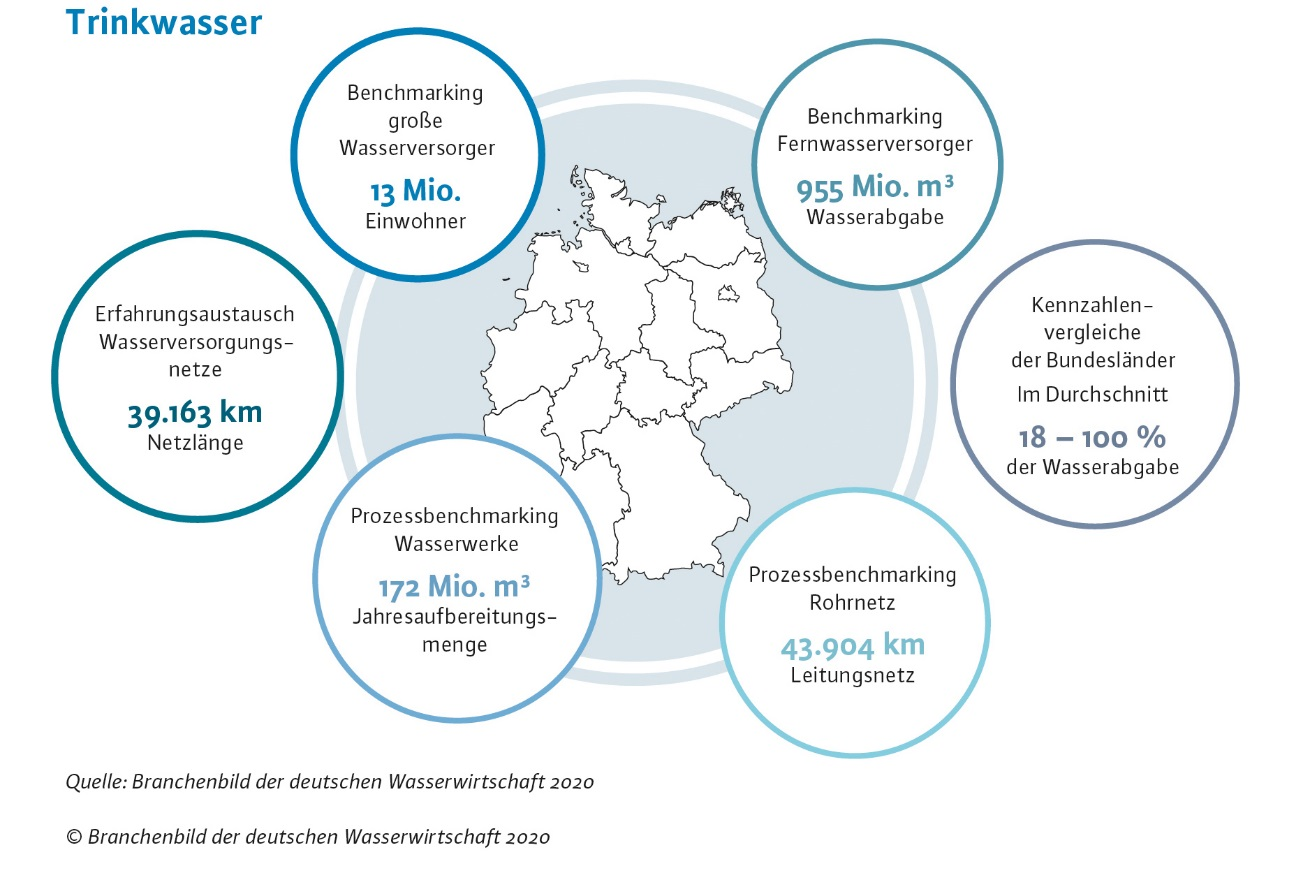 Trinkwasser
Benchmarking
große
Wasserversorger
13 Mio.
Einwohner
Benchmarking
Fernwasserversorger
955 Mio. m³
Wasserabgabe
Erfahrungsaustausch
Wasserversorgungs-
netze
39.163 km
Netzlänge
Kennzahlen-
vergleiche
der Bundesländer
Im Durchschnitt
18 – 100 %
der Wasserabgabe
Prozessbenchmarking
Wasserwerke
172 Mio. m³
Jahresaufbereitungs-
menge
Prozessbenchmarking
Rohrnetz
43.904 km
Leitungsnetz
Quelle: Branchenbild der deutschen Wasserwirtschaft 2020
© Branchenbild der deutschen Wasserwirtschaft 2020